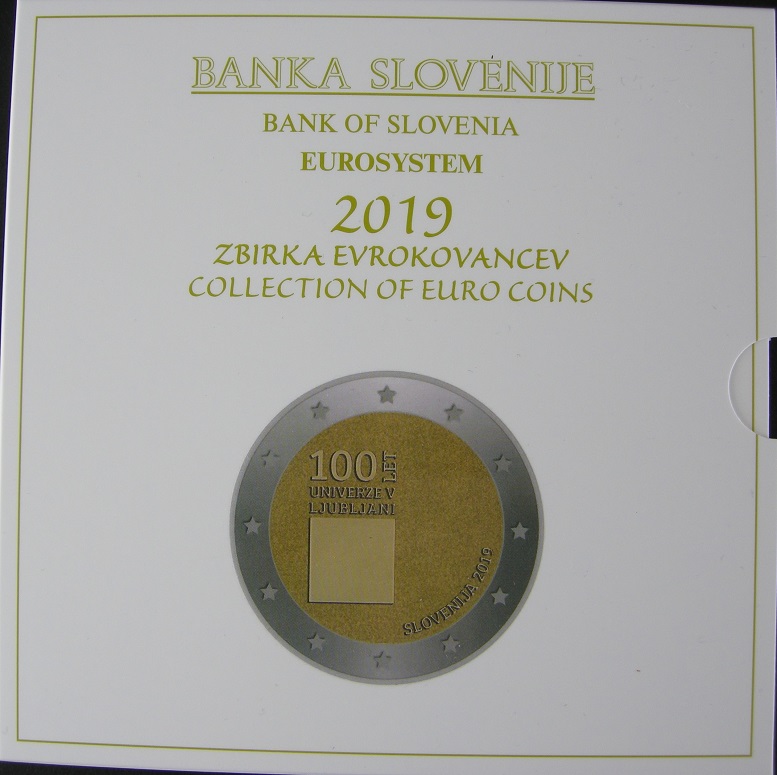 BANKA SLOVENIJE
BANK OF SLOVENIA
EUROSYSTEM
2019
ZBIRKA EVROKOVANCEV
COLLECTION OF EURO COINS
100 LET
UNIVERZE V
LJUBLJANI
SLOVENIJA 2019